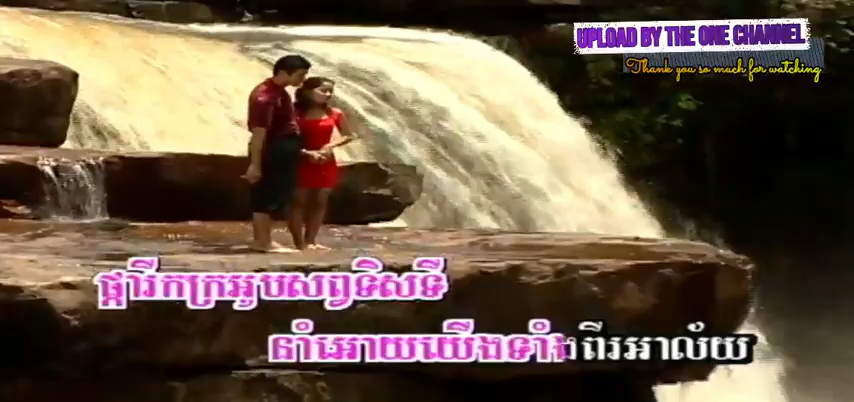 UPLOAD BY THE ONE CHANNEL
Thank you so much for watching
ផ្ការីកក្រអូបសព្វទិសទី
នាំអោយយើងទាំងពីរអាល័យ